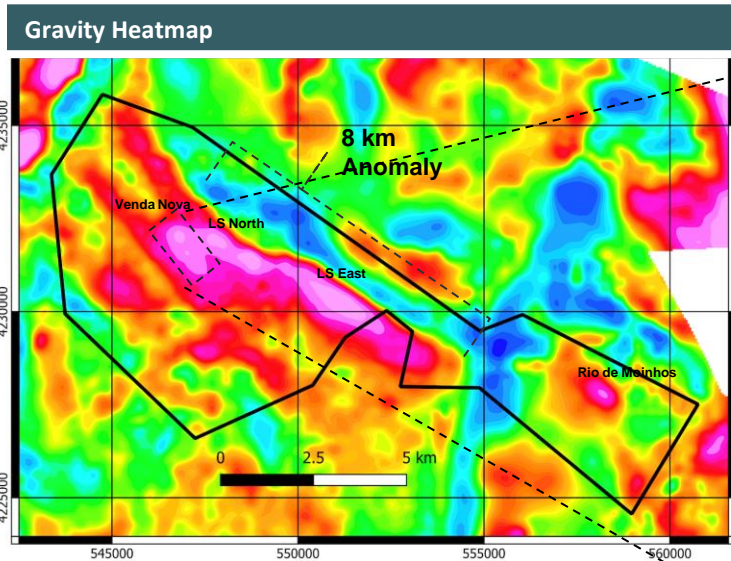 Gravity Heatmap
4235000
8 km
Anomaly
Venda Nova
LS North
LS East
4230000
Rio de Moinhos
0 2.5 5 km
4225000
545000 550000 555000 560000